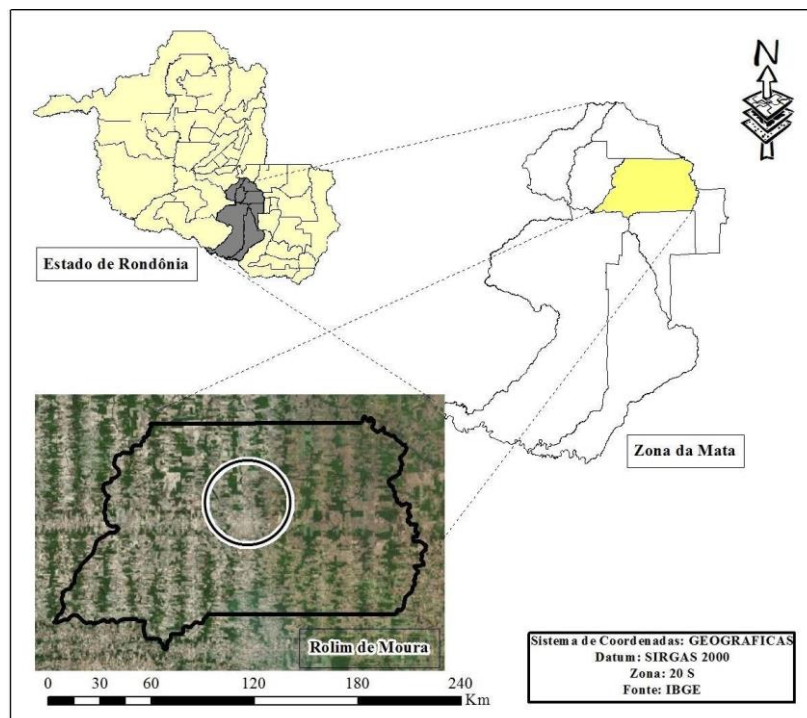 N
Estado de Rondônia
Zona da Mata
Rolim de Moura
0 30 60 120 180 240
Km
Sistema de Coordenadas: GEOGRAFICAS
Datum: SIRGAS 2000
Zona: 20 S
Fonte: IBGE